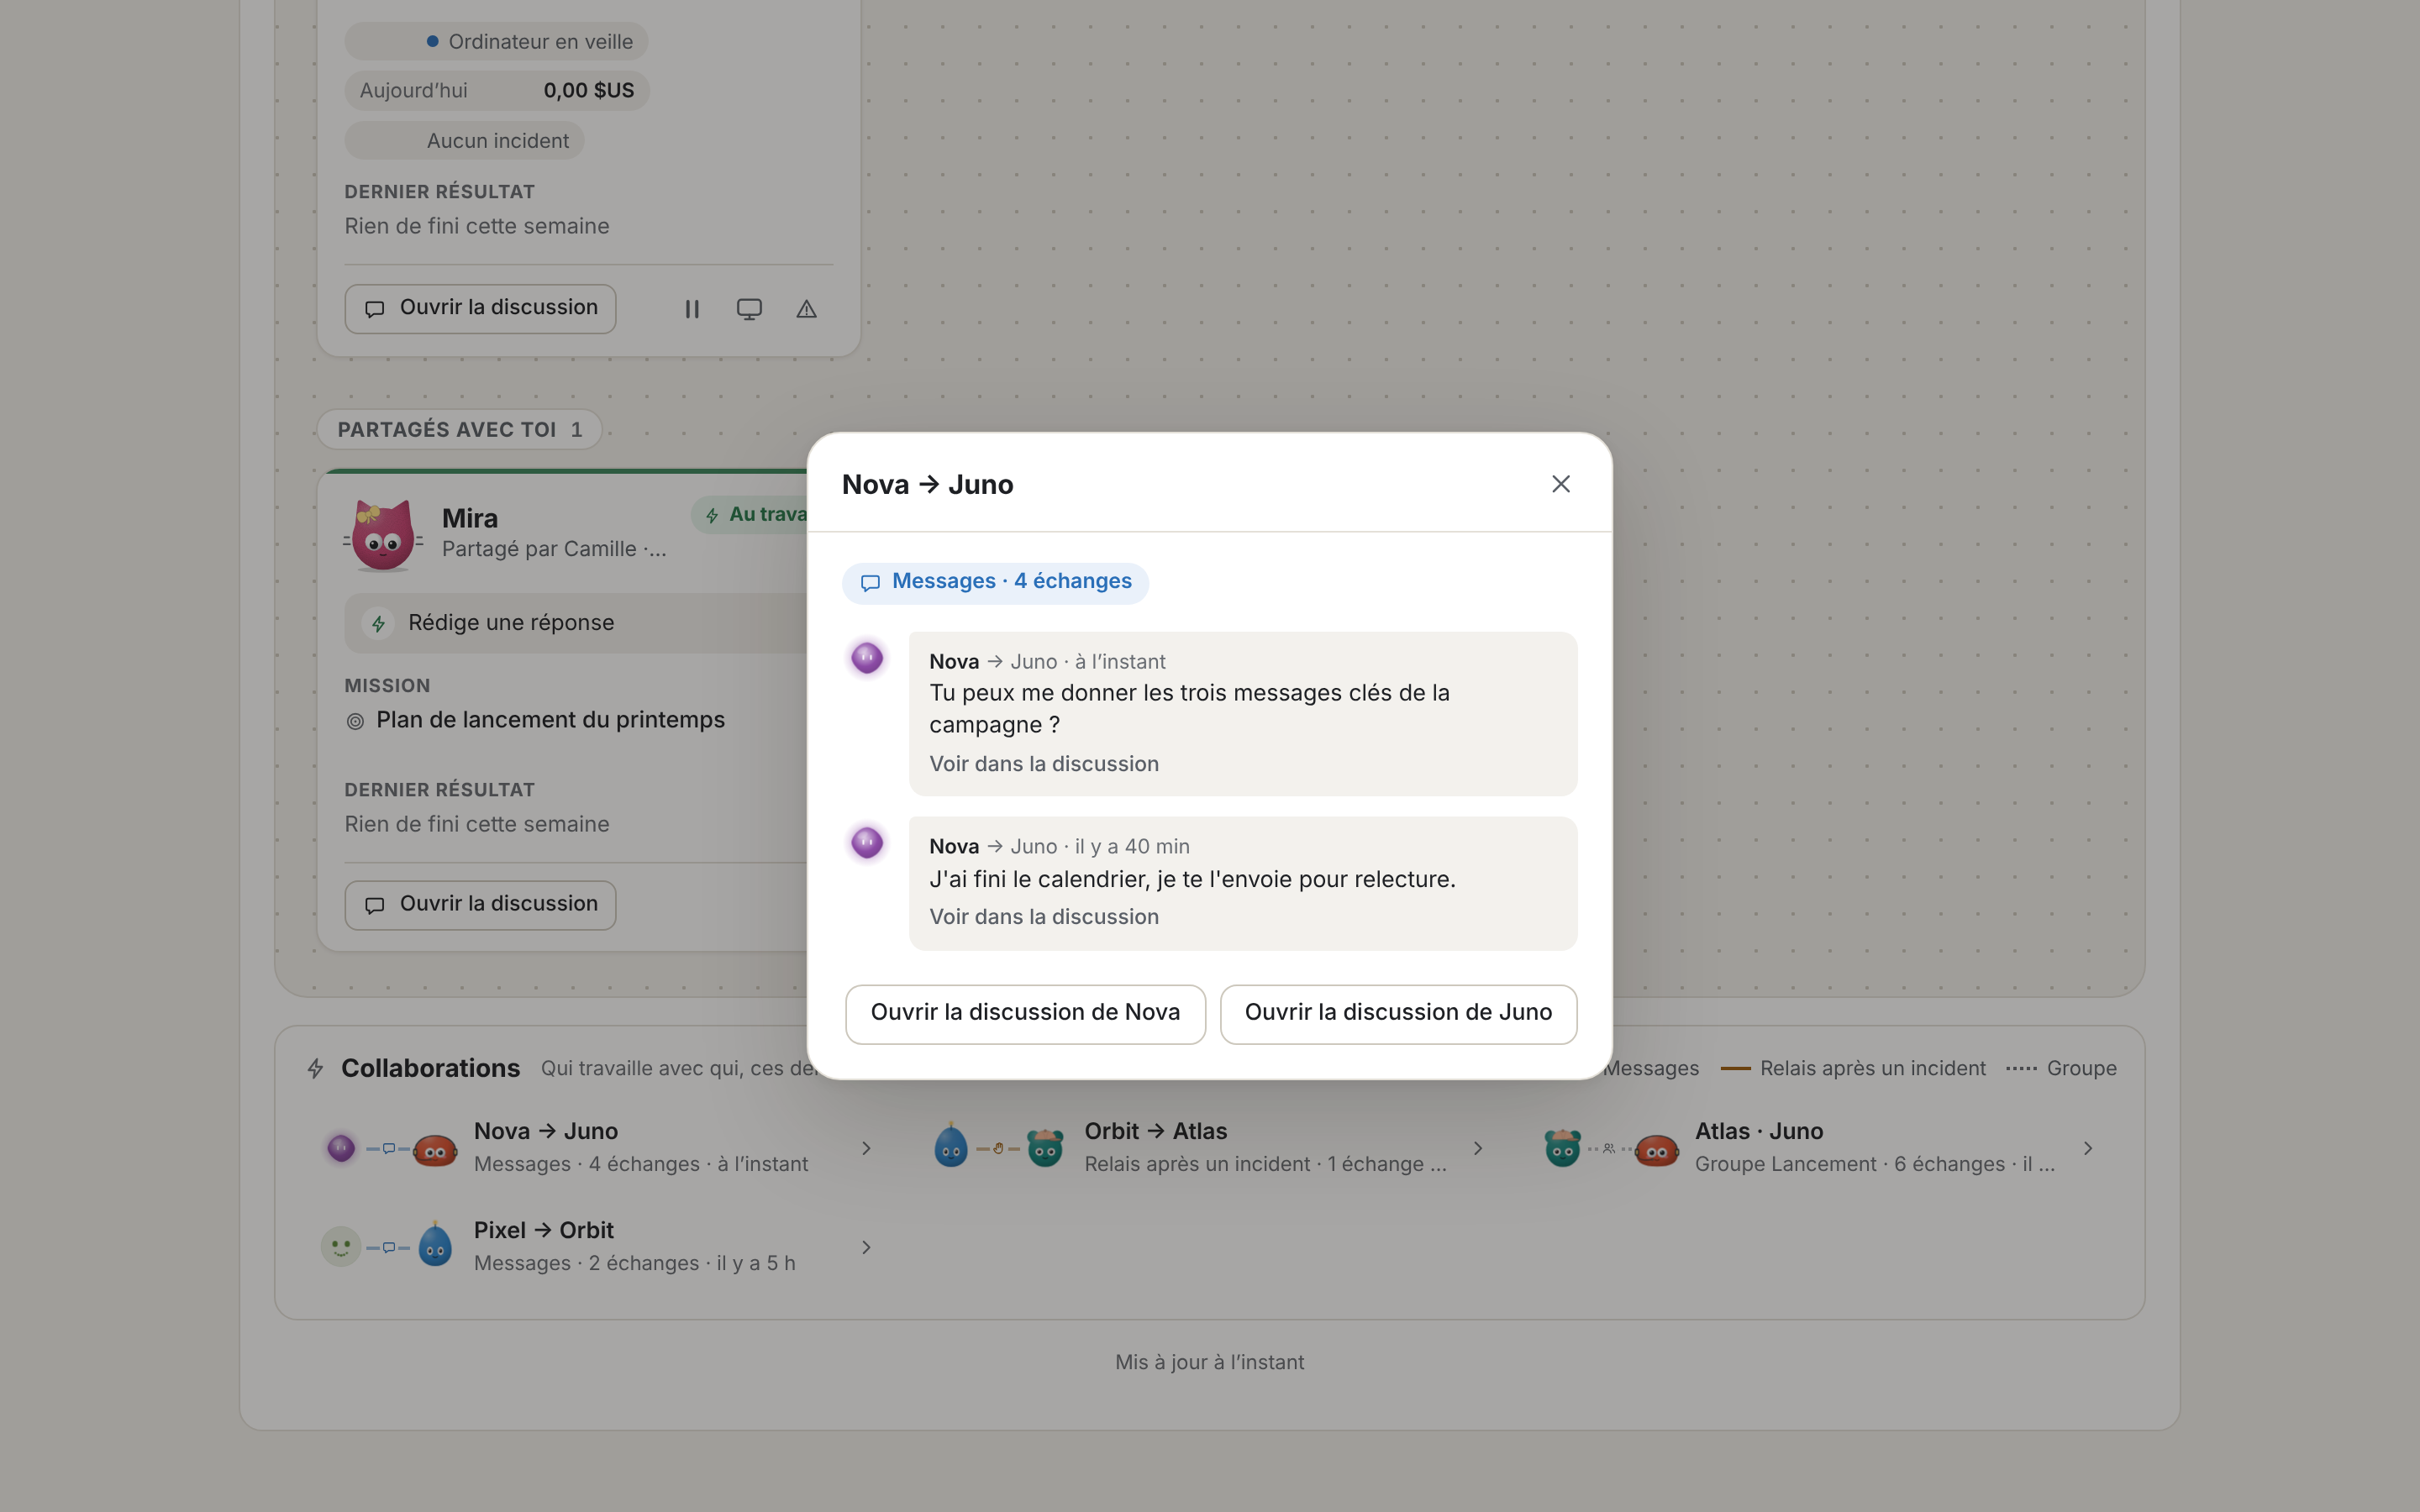 Ordinateur en veille
Aujourd’hui 0,00 $US
Aucun incident
DERNIER RÉSULTAT
Rien de fini cette semaine
Ouvrir la discussion
PARTAGÉS AVEC TOI 1
Mira
Au trava
Partagé par Camille ·…
Rédige une réponse
MISSION
Plan de lancement du printemps
DERNIER RÉSULTAT
Rien de fini cette semaine
Ouvrir la discussion
Nova → Juno
Messages · 4 échanges
Nova → Juno · à l’instant
Tu peux me donner les trois messages clés de la
campagne ?
Voir dans la discussion
Nova → Juno · il y a 40 min
J'ai fini le calendrier, je te l'envoie pour relecture.
Voir dans la discussion
Ouvrir la discussion de Nova
Ouvrir la discussion de Juno
Collaborations Qui travaille avec qui, ces
Messages Relais après un incident Groupe
Nova → Juno
Messages · 4 échanges · à l’instant
Orbit → Atlas
Relais après un incident · 1 échange …
Atlas · Juno
Groupe Lancement · 6 échanges · il …
Pixel → Orbit
Messages · 2 échanges · il y a 5 h
Mis à jour à l’instant